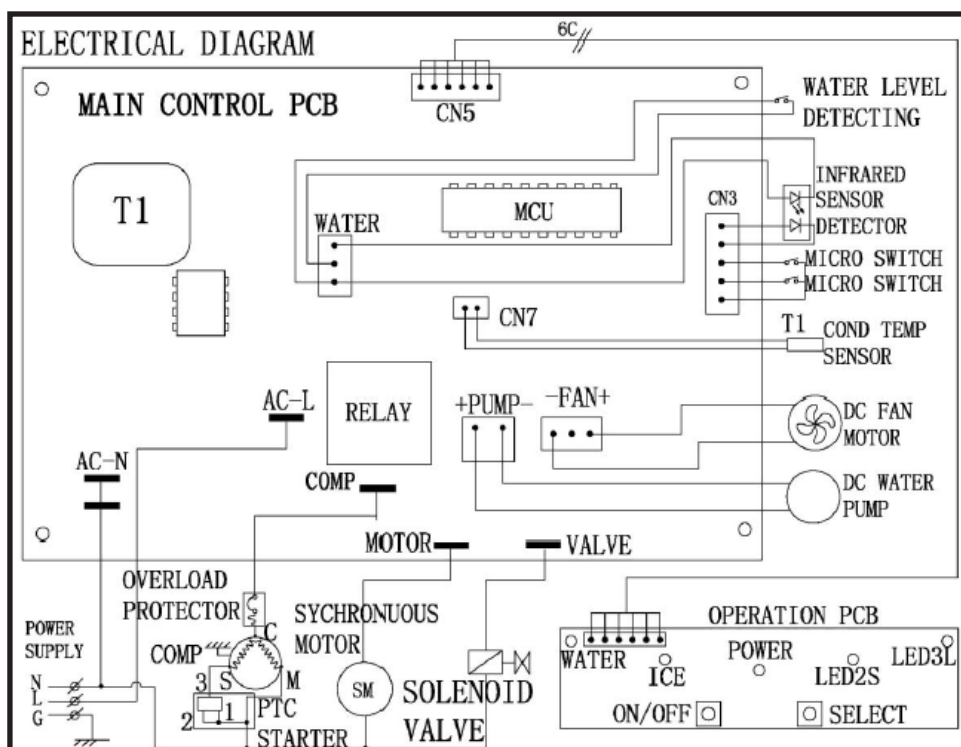 ELECTRICAL DIAGRAM
6C
MAIN CONTROL PCB
CN5
WATER LEVEL
DETECTING
T1
MCU
WATER
CN3
INFRARED
SENSOR
DETECTOR
MICRO SWITCH
MICRO SWITCH
CN7
T1
COND TEMP
SENSOR
AC-L
RELAY
+PUMP-
-FAN+
DC FAN
MOTOR
AC-N
COMP
DC WATER
PUMP
MOTOR
VALVE
OVERLOAD
PROTECTOR
SYCHRONUOUS
MOTOR
POWER
SUPPLY
N
L
G
COMP
C
S
M
3
2
1
PTC
STARTER
SM
SOLENOID
VALVE
OPERATION PCB
WATER
ICE
POWER
LED2S
LED3L
ON/OFF
SELECT